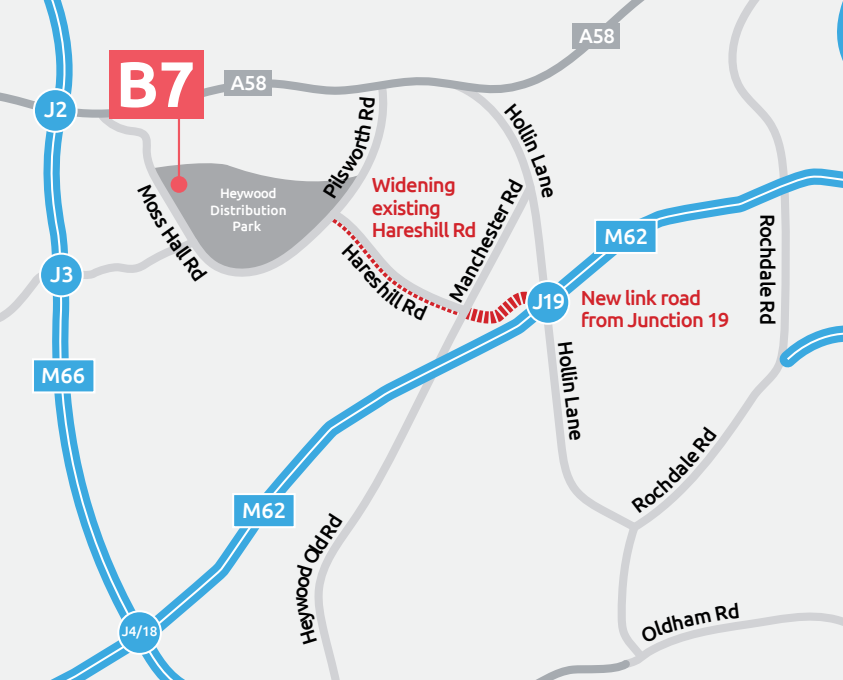 A58
A58
B7
J2
Pilsworth Rd
Hollin Lane
Widening
existing
Hareshill Rd
Heywood
Distribution
Park
Moss Hall Rd
Manchester Rd
M62
Rochdale Rd
J3
Hareshill Rd
J19
New link road
from Junction 19
M66
Hollin Lane
Rochdale Rd
M62
Heywood Old Rd
J4/18
Oldham Rd